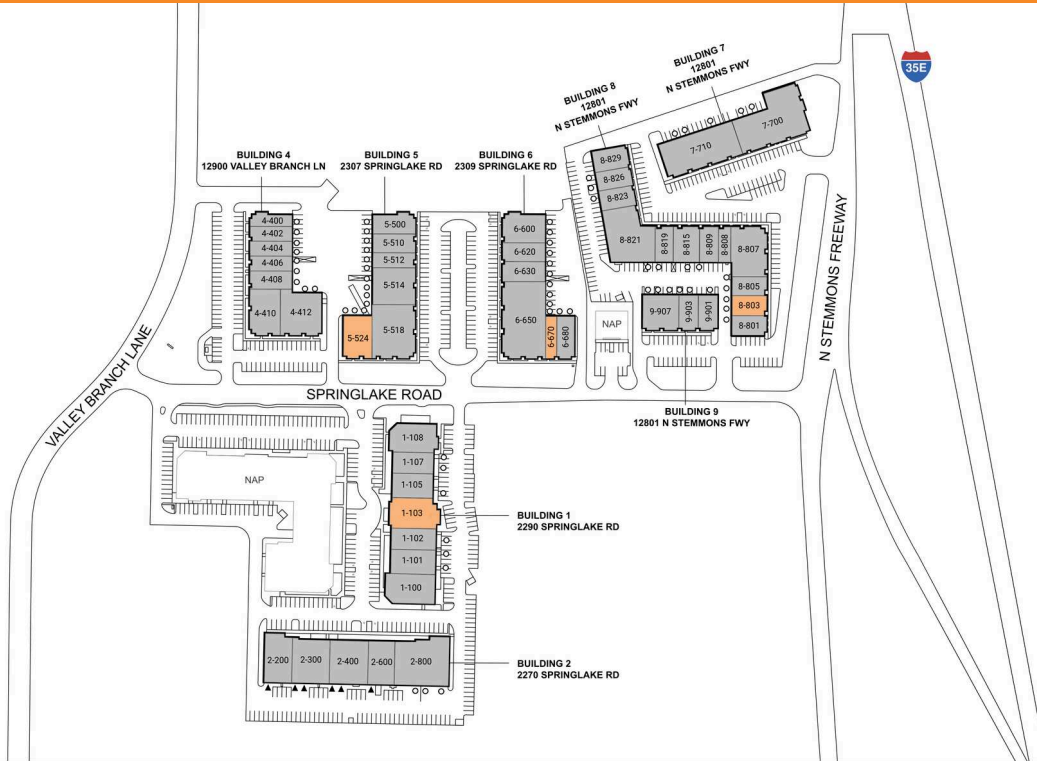 35E
BUILDING 7
12801
N STEMMONS FWY
BUILDING 8
12801
N STEMMONS FWY
7-700
7-710
BUILDING 4
12900 VALLEY BRANCH LN
BUILDING 5
2307 SPRINGLAKE RD
BUILDING 6
2309 SPRINGLAKE RD
8-829
8-826
8-823
8-821
8-819
8-815
8-809
8-808
8-807
8-805
8-803
8-801
4-400
4-402
4-404
4-406
4-408
4-410
4-412
5-500
5-510
5-512
5-514
5-518
5-524
6-600
6-620
6-630
6-650
6-670
6-680
NAP
9-907
9-903
9-901
N STEMMONS FREEWAY
VALLEY BRANCH LANE
SPRINGLAKE ROAD
BUILDING 9
12801 N STEMMONS FWY
NAP
1-108
1-107
1-105
1-103
1-102
1-101
1-100
BUILDING 1
2290 SPRINGLAKE RD
2-200
2-300
2-400
2-600
2-800
BUILDING 2
2270 SPRINGLAKE RD